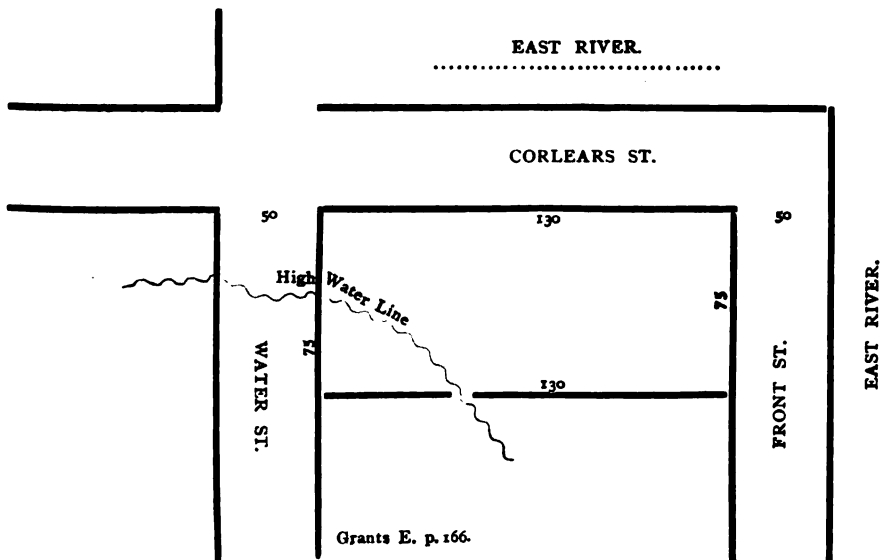 EAST RIVER.
CORLEARS ST.
50
130
50
High Water Line
75
75
EAST RIVER.
WATER ST.
130
FRONT ST.
Grants E. p. 166.